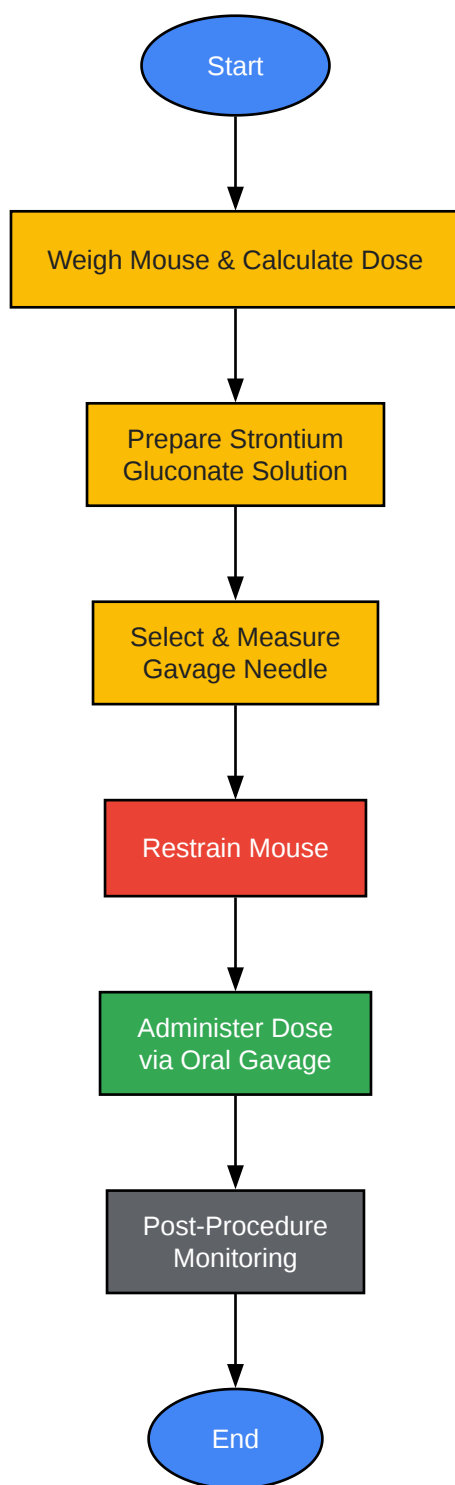 Start
Weigh Mouse & Calculate Dose
Prepare Strontium
Gluconate Solution
Select & Measure
Gavage Needle
Restrain Mouse
Administer Dose
via Oral Gavage
Post-Procedure
Monitoring
End